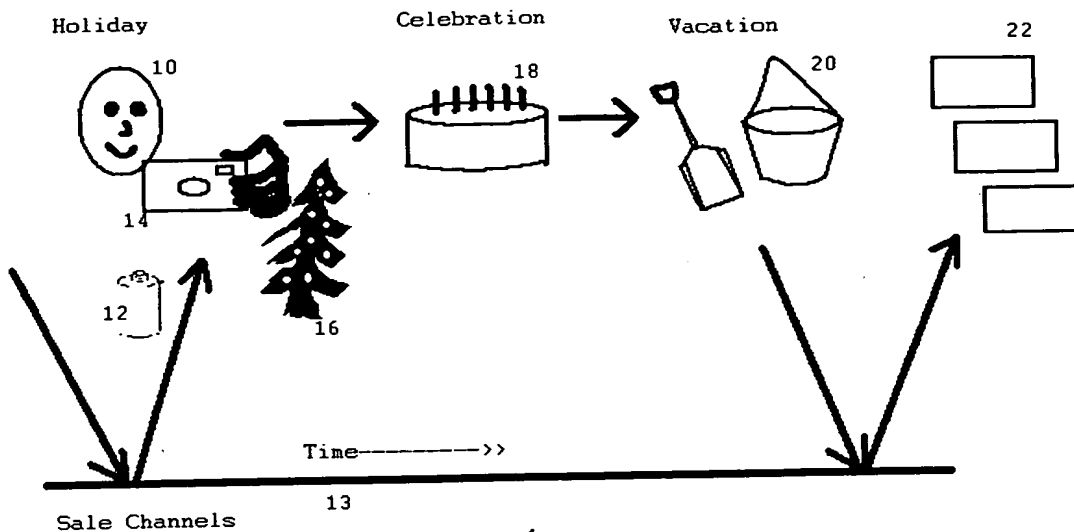 Holiday
Celebration
Vacation
22
10
18
20
14
12
16
Time-------->>
13
Sale Channels